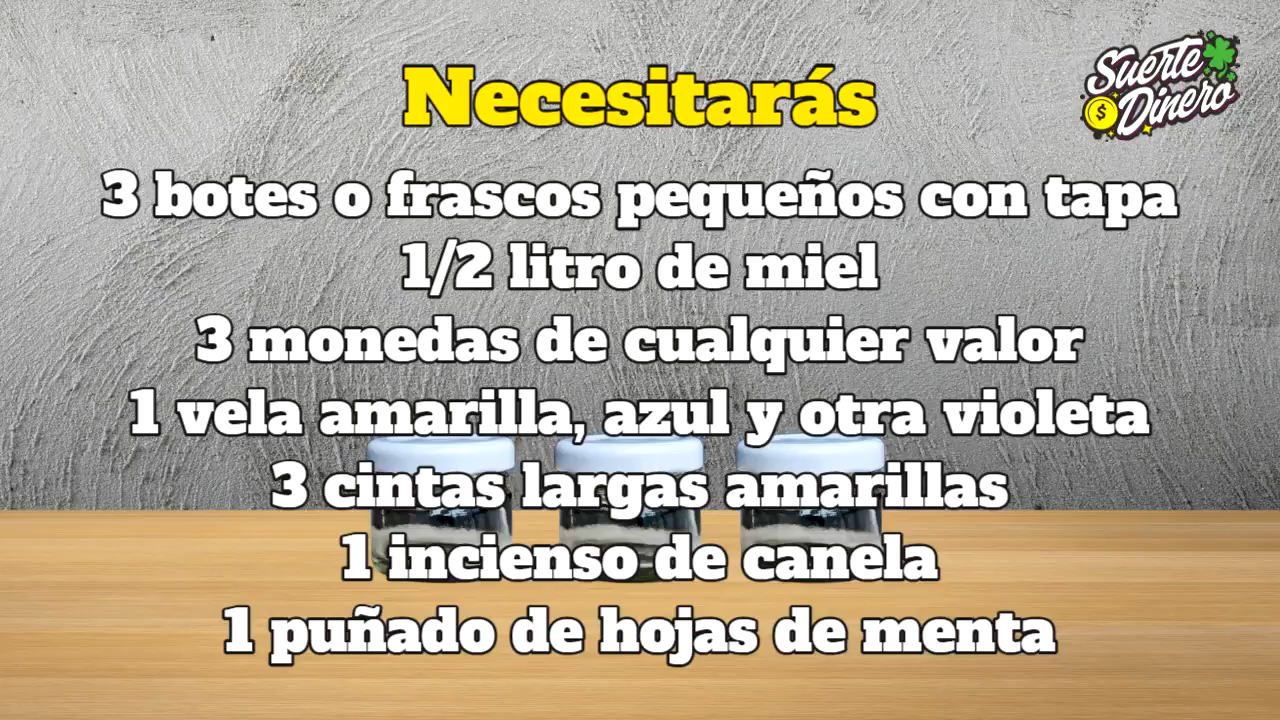 Suerte
Dinero
$
Necesitarás
3 botes o frascos pequeños con tapa
1/2 litro de miel
3 monedas de cualquier valor
1 vela amarilla, azul y otra violeta
3 cintas largas amarillas
1 incienso de canela
1 puñado de hojas de menta